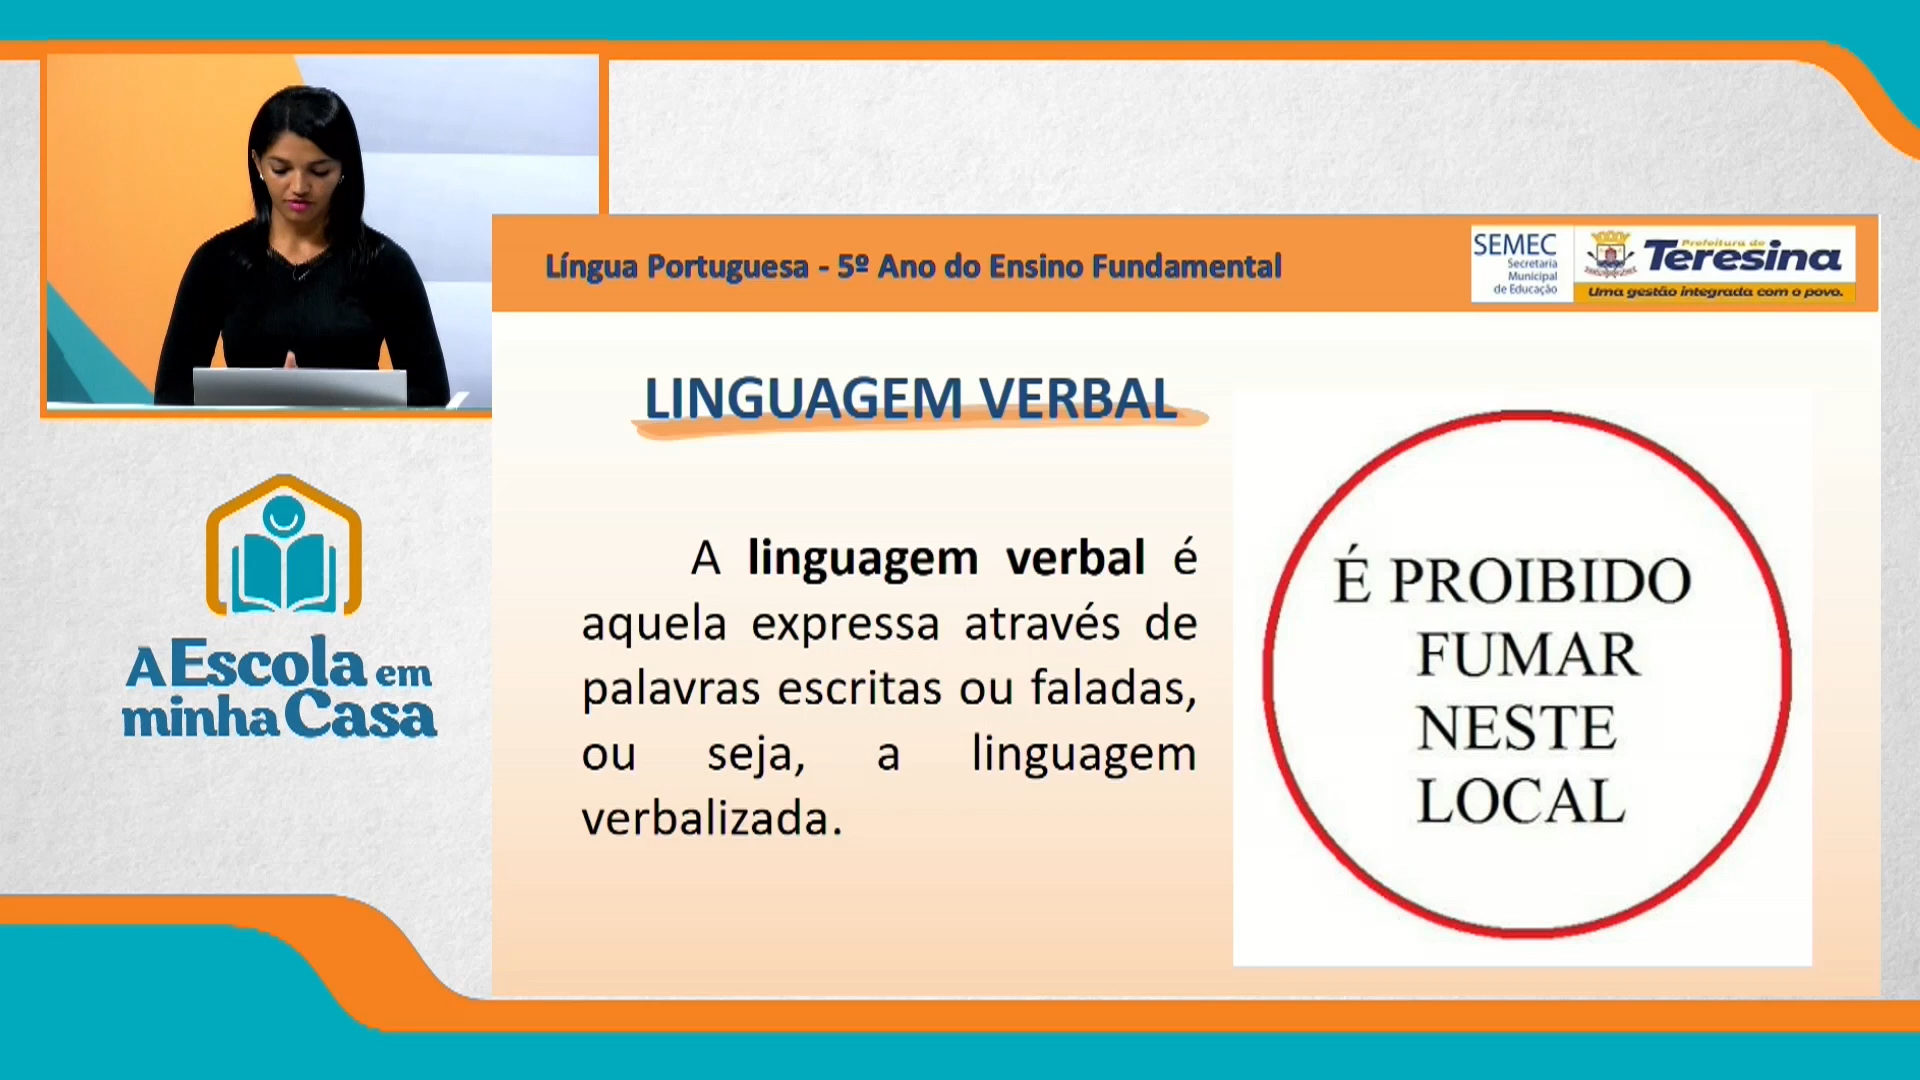 Língua Portuguesa - 5º Ano do Ensino Fundamental
SEMEC
Secretaria
Municipal
de Educação
Prefeitura de
Teresina
Uma gestão integrada com o povo.
LINGUAGEM VERBAL
A linguagem verbal é
aquela expressa através de
palavras escritas ou faladas,
ou seja, a linguagem
verbalizada.
É PROIBIDO
FUMAR
NESTE
LOCAL
A Escola em
minha Casa